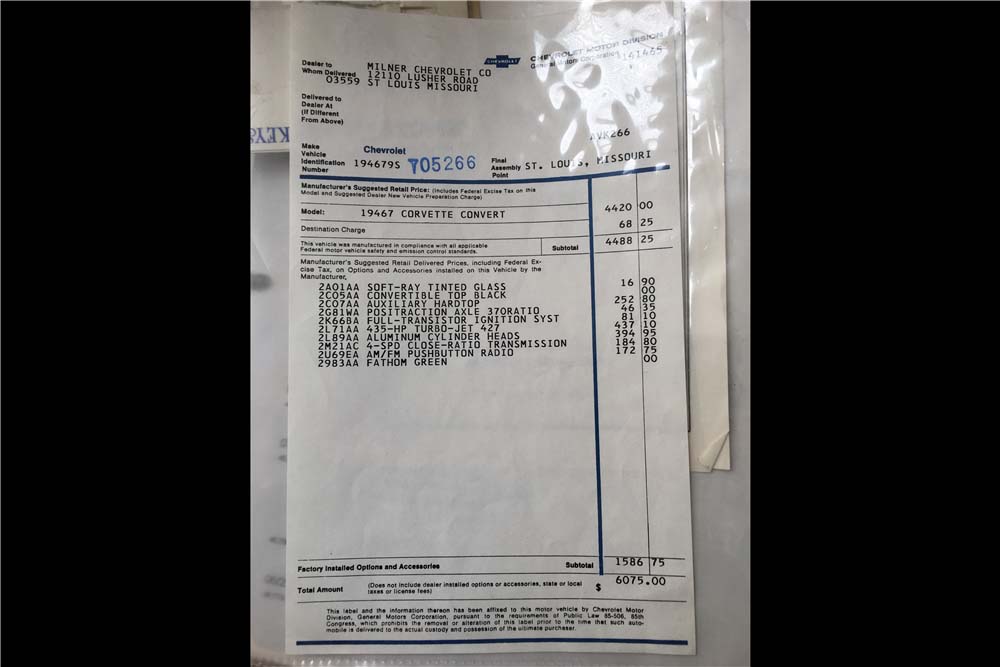 CHEVROLET
CHEVROLET MOTOR DIVISION
General Motors Corporation 141465
Dealer to
Whom Delivered
03559
MILNER CHEVROLET CO
12110 LUSHER ROAD
ST LOUIS MISSOURI
Delivered to
Dealer At
(If Different
From Above)
KEYS
AVK266
Make Chevrolet
Vehicle
Identification
Number
194679S 705266
Final
Assembly
Point
ST. LOUIS, MISSOURI
Manufacturer's Suggested Retail Price: (Includes Federal Excise Tax on this
Model and Suggested Dealer New Vehicle Preparation Charge)
Model: 19467 CORVETTE CONVERT 4420 00
Destination Charge 68 25
This vehicle was manufactured in compliance with all applicable
Federal motor vehicle safety and emission control standards.
Subtotal 4488 25
Manufacturer's Suggested Retail Delivered Prices, including Federal Ex-
cise Tax, on Options and Accessories installed on this Vehicle by the
Manufacturer,
2A01AA SOFT-RAY TINTED GLASS 16 90
2C05AA CONVERTIBLE TOP BLACK 00
2C07AA AUXILIARY HARDTOP 252 80
2G81WA POSITRACTION AXLE 370RATIO 46 35
2K66BA FULL-TRANSISTOR IGNITION SYST 81 10
2L71AA 435-HP TURBO-JET 427 437 10
2L89AA ALUMINUM CYLINDER HEADS 394 95
2M21AC 4-SPD CLOSE-RATIO TRANSMISSION 184 80
2U69EA AM/FM PUSHBUTTON RADIO 172 75
2983AA FATHOM GREEN 00
Factory Installed Options and Accessories Subtotal 1586 75
Total Amount (Does not include dealer installed options or accessories, state or local
taxes or license fees) $ 6075.00
This label and the information thereon has been affixed to this motor vehicle by Chevrolet Motor
Division, General Motors Corporation, pursuant to the requirements of Public Law 85-506, 85th
Congress, which prohibits the removal or alteration of this label prior to the time that such auto-
mobile is delivered to the actual custody and possession of the ultimate purchaser.